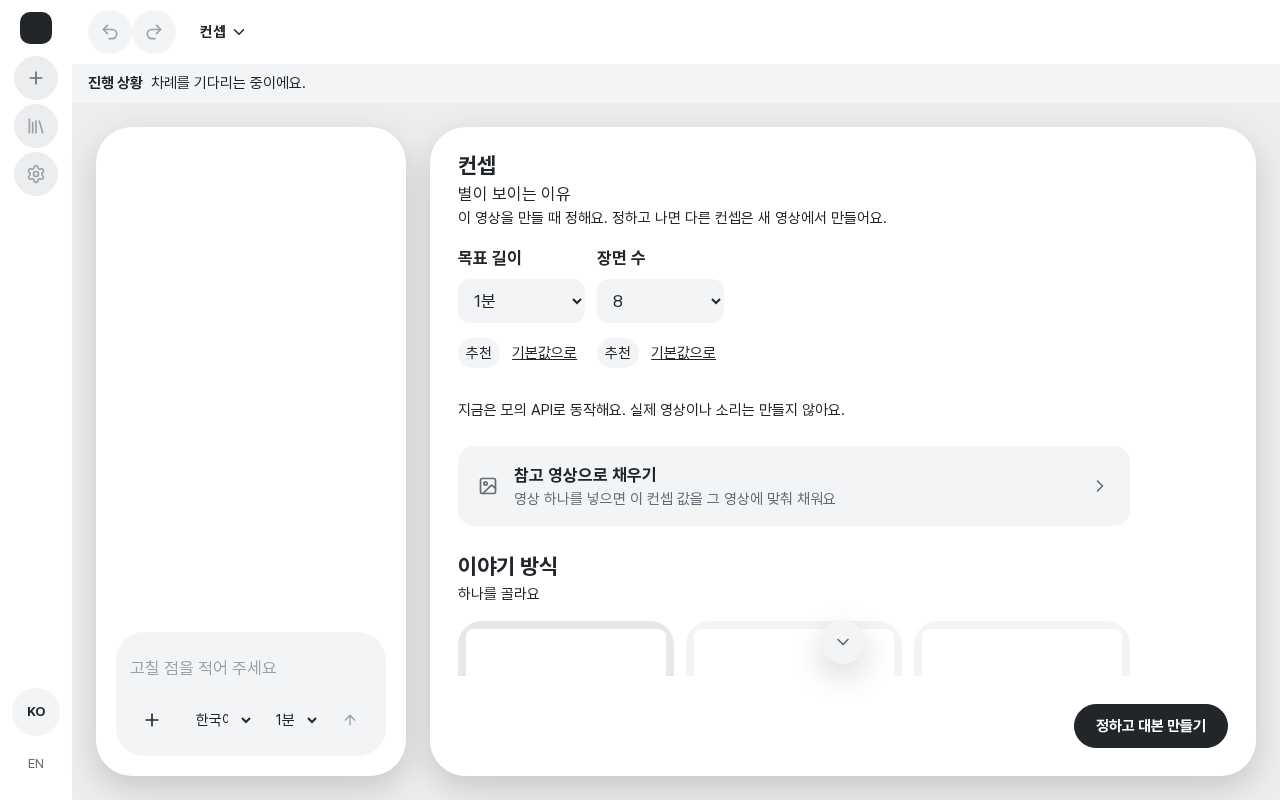 컨셉
진행 상황 차례를 기다리는 중이에요.
컨셉
별이 보이는 이유
이 영상을 만들 때 정해요. 정하고 나면 다른 컨셉은 새 영상에서 만들어요.
목표 길이 장면 수
1분 8
추천 기본값으로 추천 기본값으로
지금은 모의 API로 동작해요. 실제 영상이나 소리는 만들지 않아요.
참고 영상으로 채우기
영상 하나를 넣으면 이 컨셉 값을 그 영상에 맞춰 채워요
이야기 방식
하나를 골라요
고칠 점을 적어 주세요
한국어 1분
정하고 대본 만들기
KO
EN